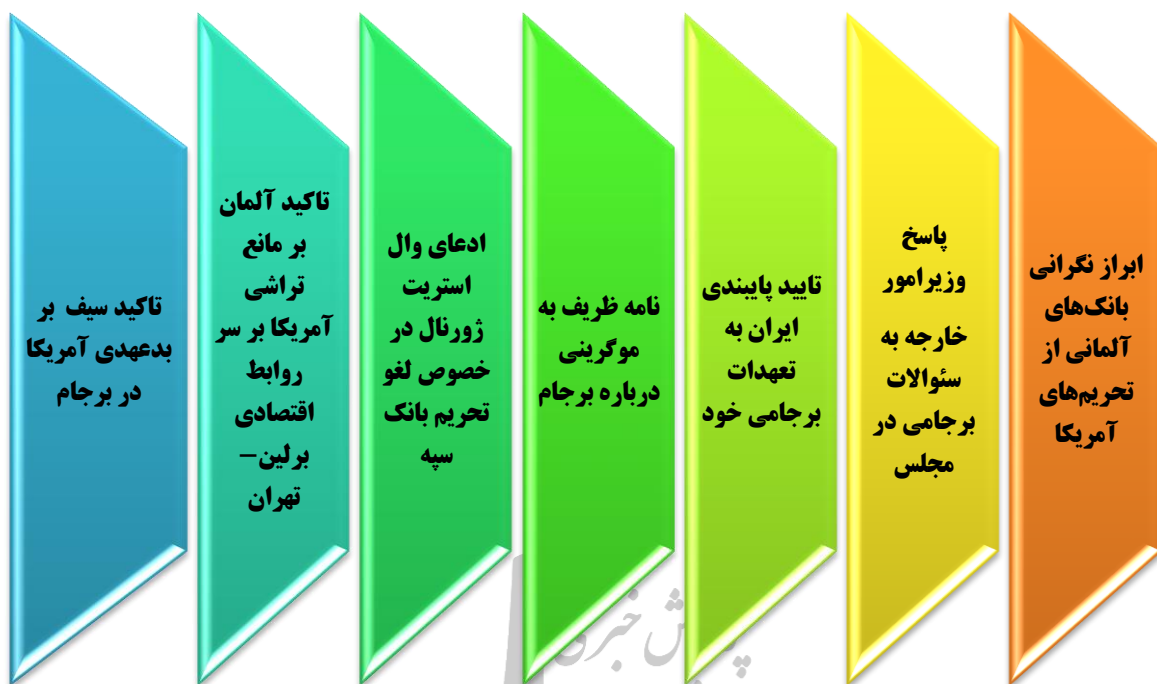 ابراز نگرانی
بانک‌های
آلمانی از
تحریم‌های
آمریکا
پاسخ
وزیرامور
خارجه به
سئوالات
برجامی در
مجلس
تایید پایبندی
ایران به
تعهدات
برجامی خود
نامه ظریف به
موگرینی
درباره برجام
ادعای وال
استریت
ژورنال در
خصوص لغو
تحریم بانک
سپه
تاکید آلمان
بر مانع
تراشی
آمریکا بر سر
روابط
اقتصادی
برلین–
تهران
تاکید سیف بر
بدعهدی آمریکا
در برجام
خبری